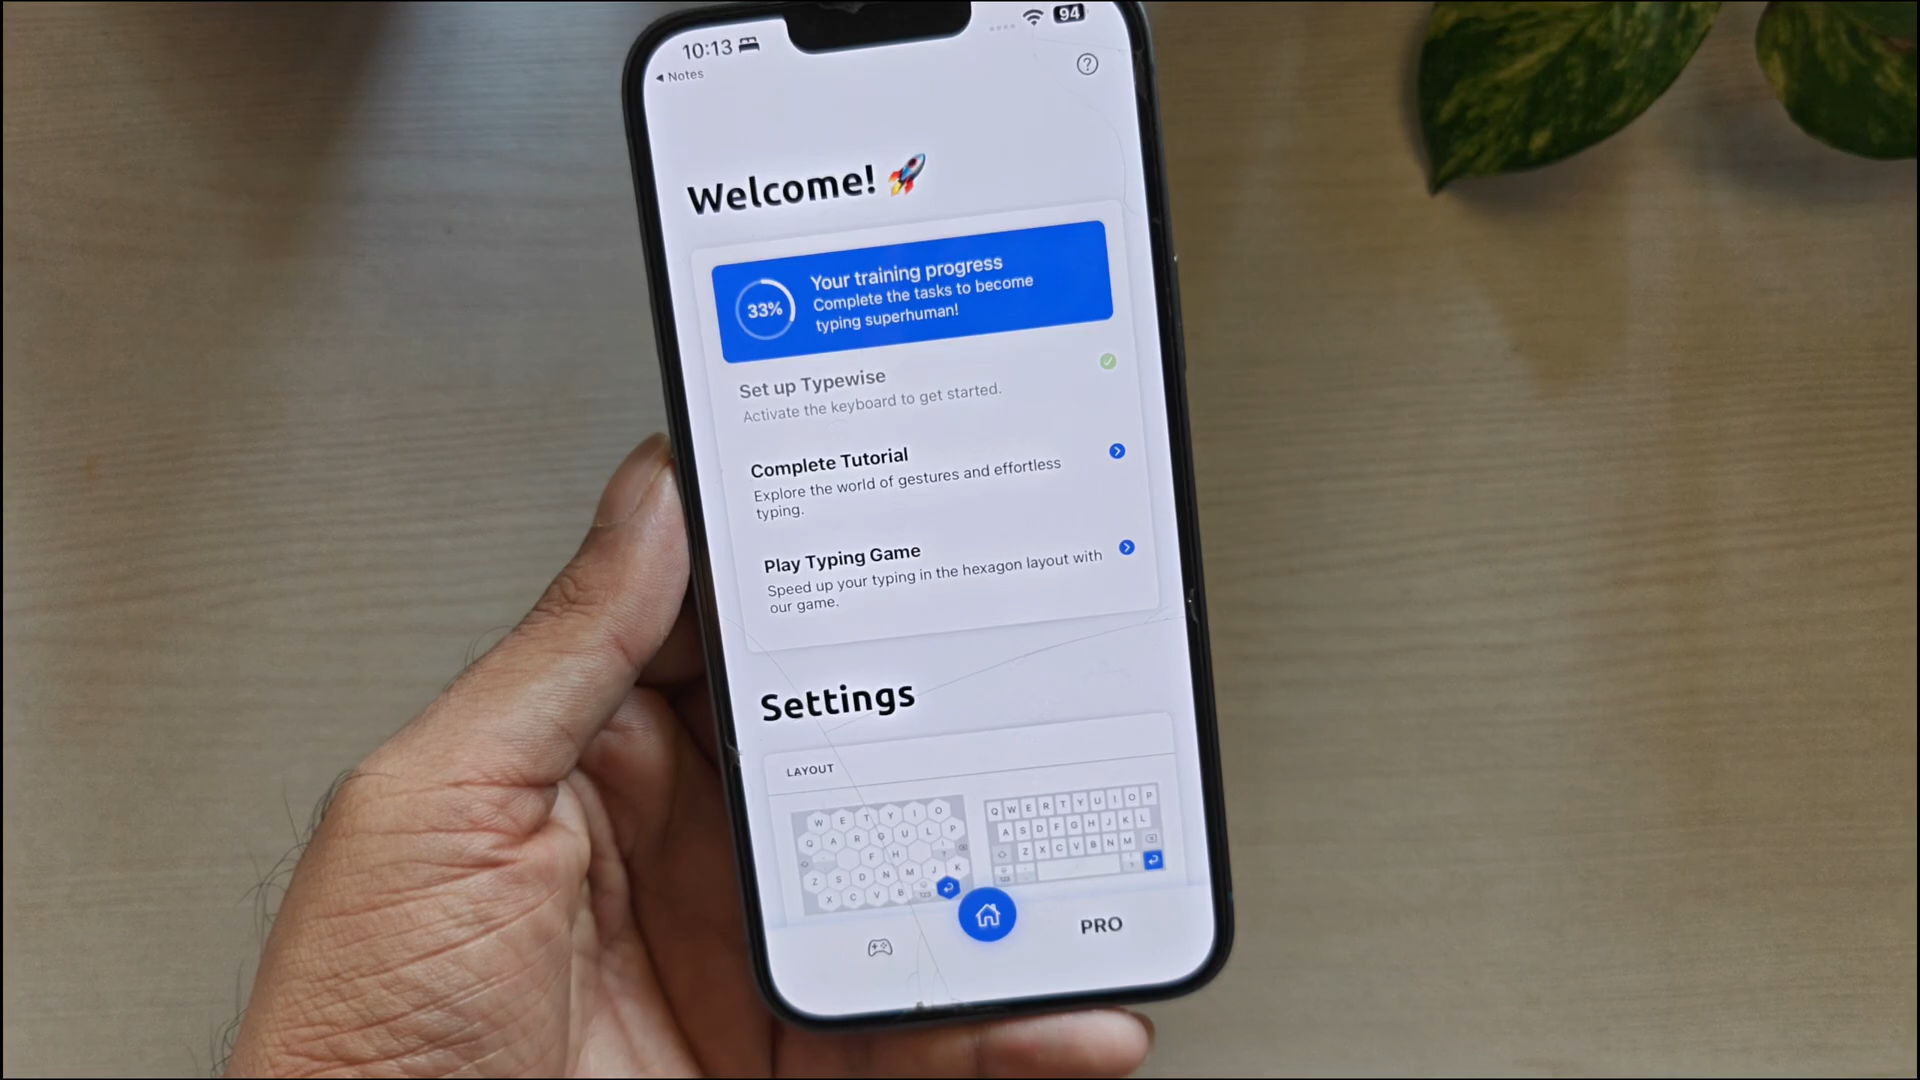 10:13
94
Notes
?
Welcome!
33%
Your training progress
Complete the tasks to become
typing superhuman!
Set up Typewise
Activate the keyboard to get started.
Complete Tutorial
Explore the world of gestures and effortless
typing.
Play Typing Game
Speed up your typing in the hexagon layout with
our game.
Settings
LAYOUT
W E T Y I O
Q A R G U L P
F H
Z S D N M J K
X C V B
Q W E R T Y U I O P
A S D F G H J K L
Z X C V B N M
PRO